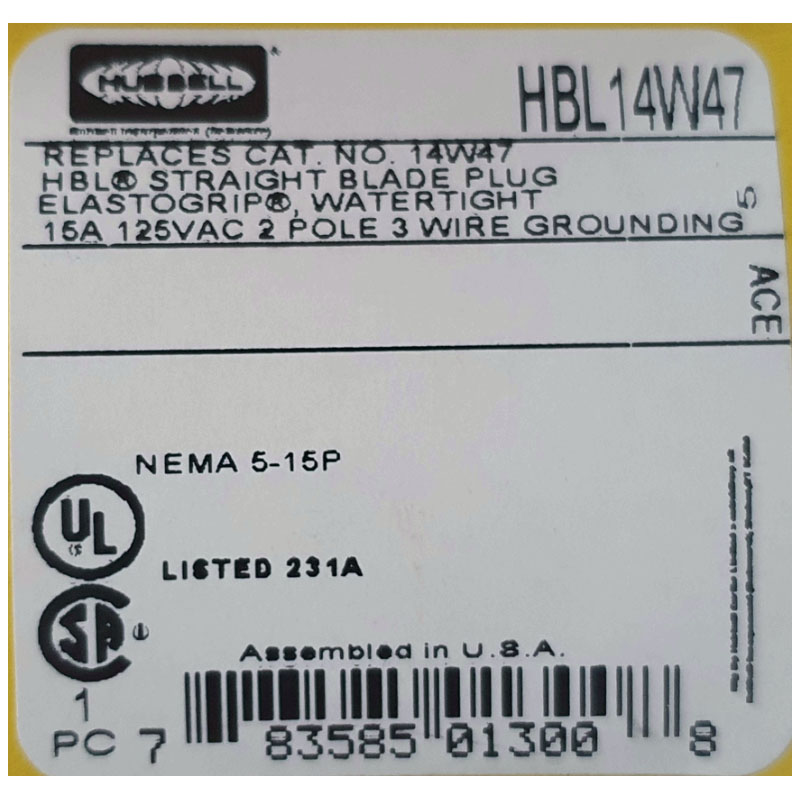 HUBBELL
HBL14W47
REPLACES CAT. NO. 14W47
HBL® STRAIGHT BLADE PLUG
ELASTOGRIP®, WATERTIGHT
15A 125VAC 2 POLE 3 WIRE GROUNDING
5
ACE
NEMA 5-15P
UL
LISTED 231A
SA
Assembled in U.S.A.
1
PC
7 83585 01300 8